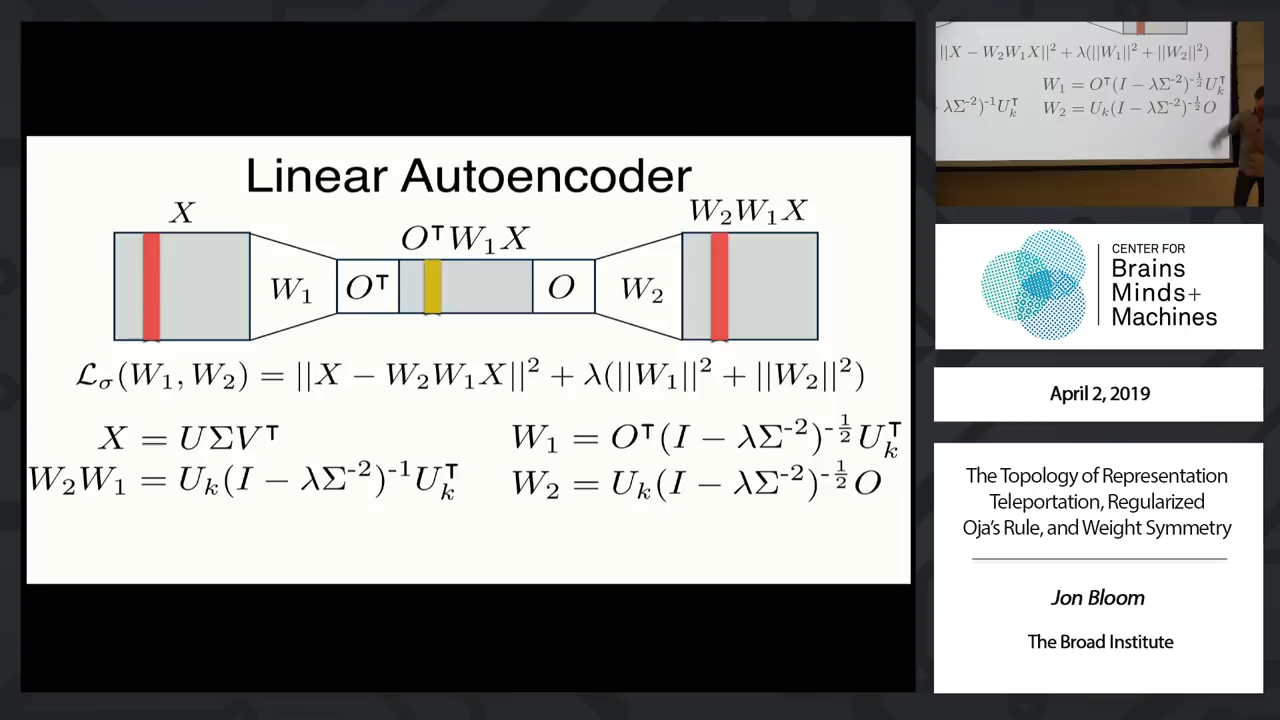 Linear Autoencoder
X
W₂W₁X
OᵀW₁X
W₁
Oᵀ
O
W₂
ℒ_σ(W₁, W₂) = ||X − W₂W₁X||² + λ(||W₁||² + ||W₂||²)
X = UΣVᵀ
W₂W₁ = U_k(I − λΣ⁻²)⁻¹U_kᵀ
W₁ = Oᵀ(I − λΣ⁻²)^{-1/2}U_kᵀ
W₂ = U_k(I − λΣ⁻²)^{-1/2}O
||X − W₂W₁X||² + λ(||W₁||² + ||W₂||²)
W₁ = Oᵀ(I − λΣ⁻²)^{-1/2}U_kᵀ
λΣ⁻²)⁻¹U_kᵀ W₂ = U_k(I − λΣ⁻²)^{-1/2}O
CENTER FOR
Brains
Minds+
Machines
April 2, 2019
The Topology of Representation
Teleportation, Regularized
Oja's Rule, and Weight Symmetry
Jon Bloom
The Broad Institute